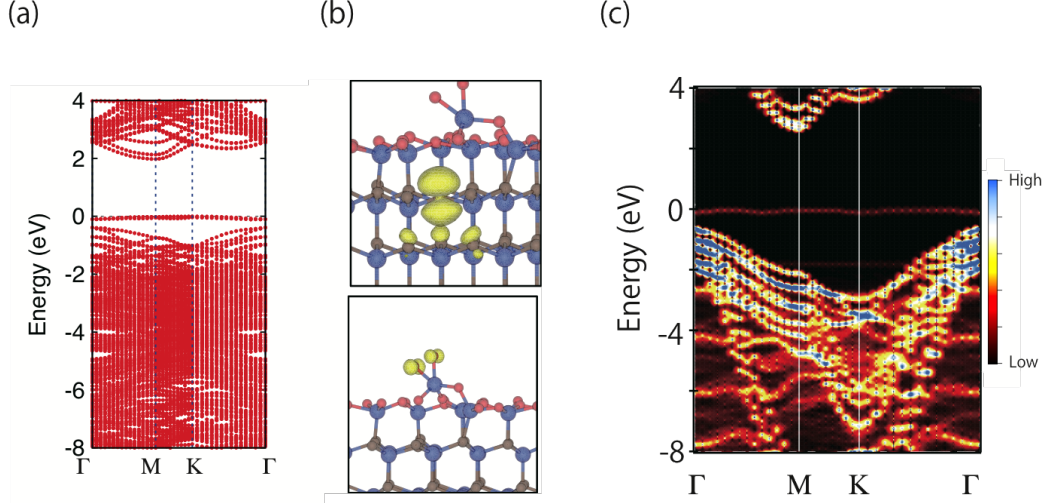 (a)
(b)
(c)
Energy (eV)
4
2
0
-2
-4
-6
-8
Γ
M
K
Γ
Energy (eV)
4
0
-4
-8
Γ
M
K
Γ
High
Low